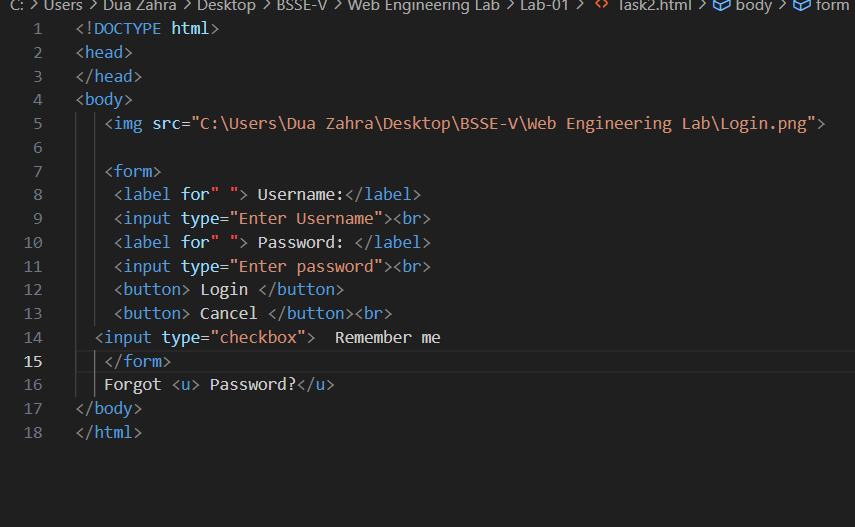 C: > Users > Dua Zahra > Desktop > BSSE-V > Web Engineering Lab > Lab-01 > <> Task2.html > body > form
1 <!DOCTYPE html>
2 <head>
3 </head>
4 <body>
5 <img src="C:\Users\Dua Zahra\Desktop\BSSE-V\Web Engineering Lab\Login.png">
6
7 <form>
8 <label for" "> Username:</label>
9 <input type="Enter Username"><br>
10 <label for" "> Password: </label>
11 <input type="Enter password"><br>
12 <button> Login </button>
13 <button> Cancel </button><br>
14 <input type="checkbox">  Remember me
15 </form>
16 Forgot <u> Password?</u>
17 </body>
18 </html>